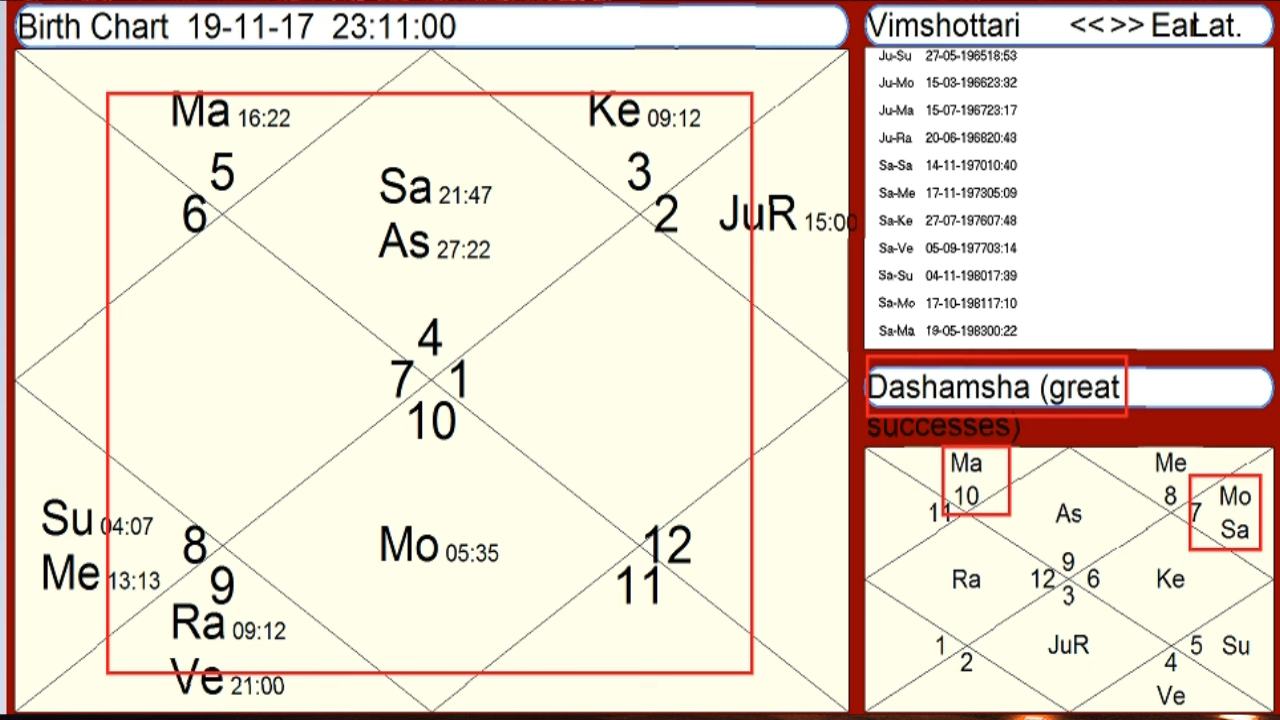 Birth Chart 19-11-17 23:11:00
Ma 16:22
Ke 09:12
5
3
Sa 21:47
6
2
JuR 15:00
As 27:22
4
7
1
10
Su 04:07
8
Mo 05:35
12
Me 13:13
9
11
Ra 09:12
Ve 21:00
Vimshottari << >> Ear Lat.
Ju-Su 27-05-196518:53
Ju-Mo 15-03-196623:32
Ju-Ma 15-07-196723:17
Ju-Ra 20-06-196820:43
Sa-Sa 14-11-197010:40
Sa-Me 17-11-197305:09
Sa-Ke 27-07-197607:48
Sa-Ve 05-09-197703:14
Sa-Su 04-11-198017:39
Sa-Mo 17-10-198117:10
Sa-Ma 19-05-198300:22
Dashamsha (great
successes)
Ma
Me
10
8
Mo
11
As
7
Sa
9
Ra
12
6
Ke
3
1
JuR
5
Su
2
4
Ve